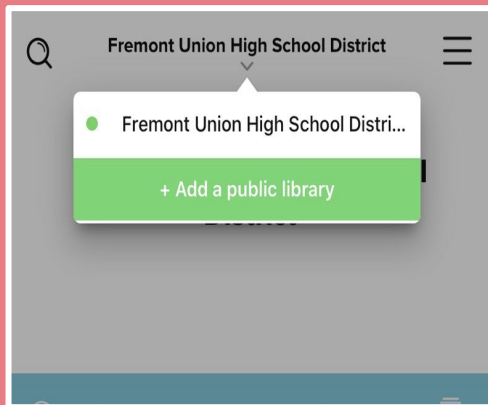 Fremont Union High School District
Fremont Union High School Distri...
+ Add a public library